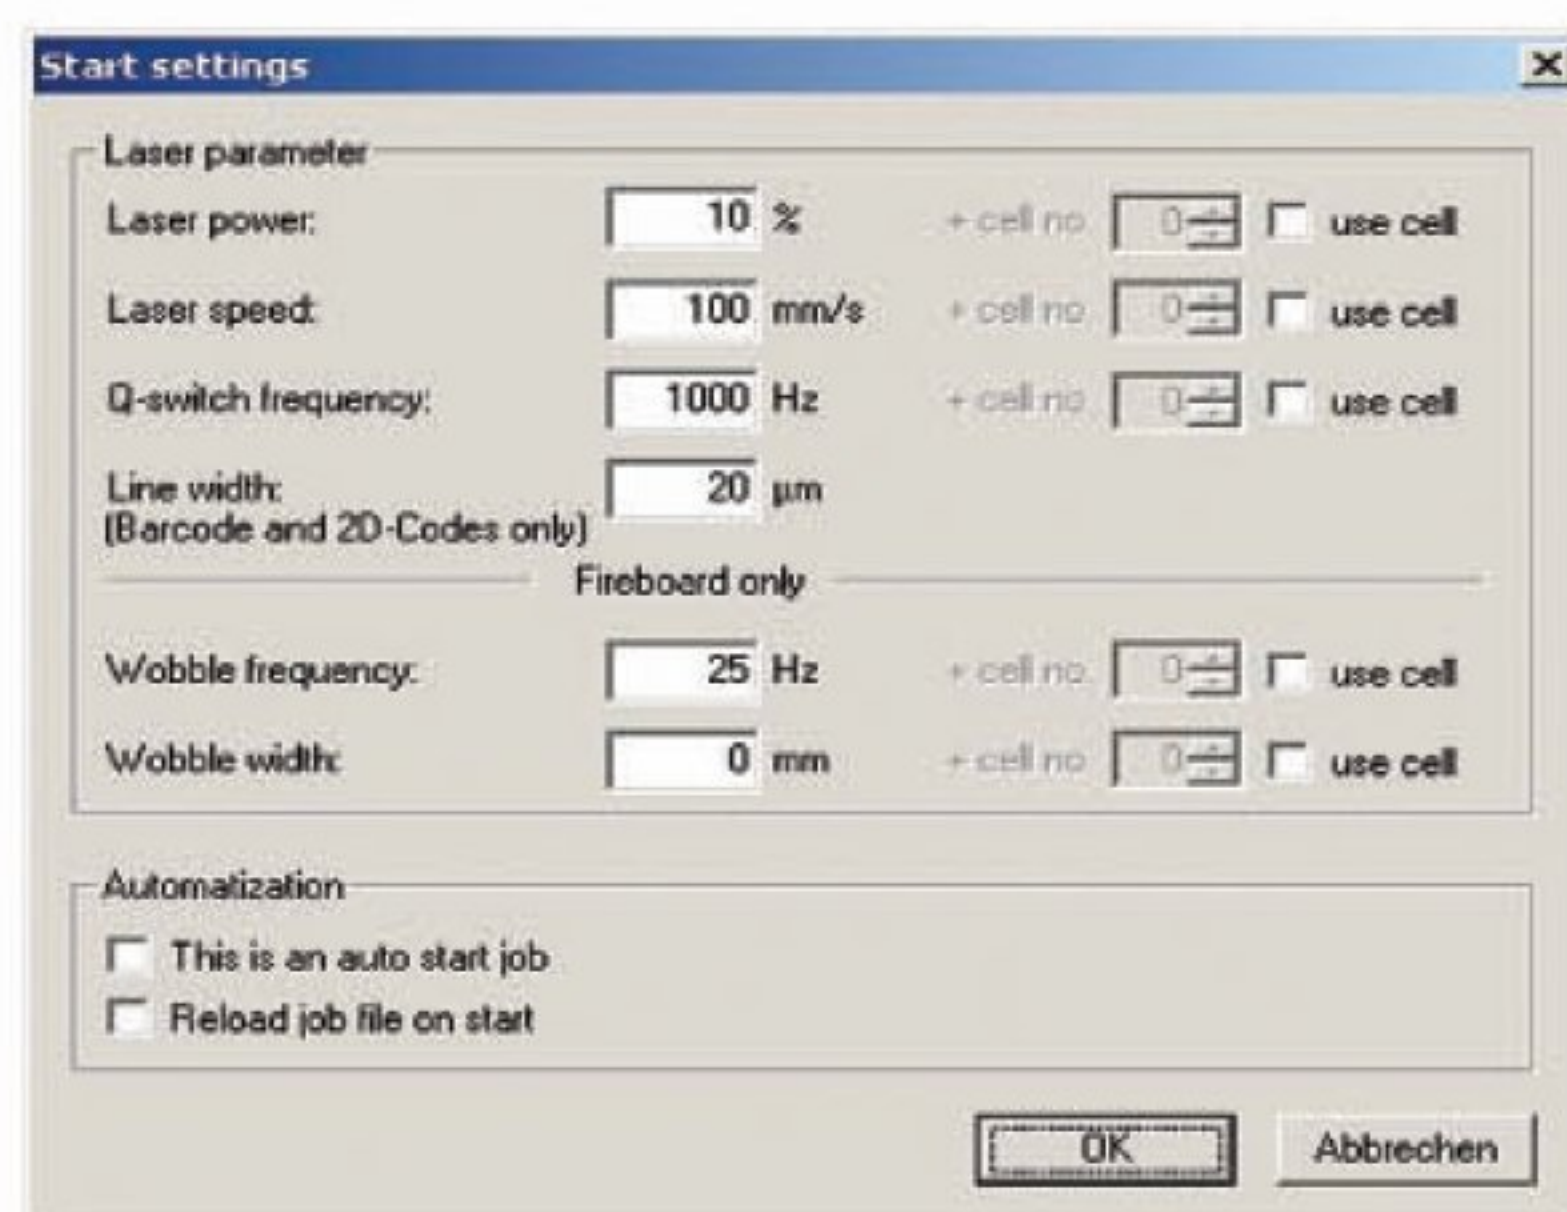 Start settings
Laser parameter
Laser power: 10 % + cell no 0 use cell
Laser speed: 100 mm/s + cell no 0 use cell
Q-switch frequency: 1000 Hz + cell no 0 use cell
Line width: 20 µm
(Barcode and 2D-Codes only)
Fireboard only
Wobble frequency: 25 Hz + cell no. 0 use cell
Wobble width: 0 mm + cell no 0 use cell
Automatization
This is an auto start job
Reload job file on start
OK Abbrechen